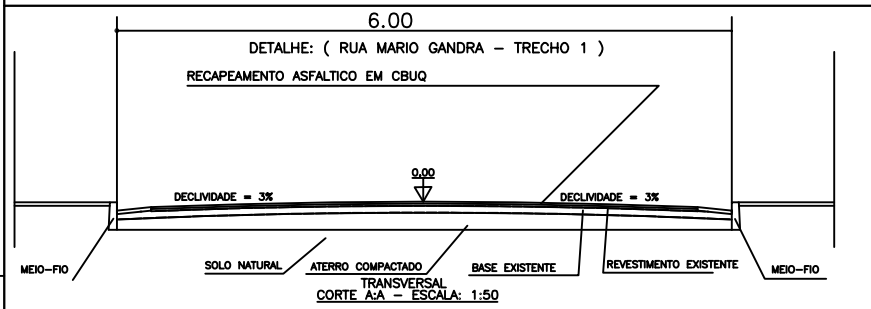 6.00
DETALHE: ( RUA MARIO GANDRA – TRECHO 1 )
RECAPEAMENTO ASFALTICO EM CBUQ
0,00
DECLIVIDADE = 3%
DECLIVIDADE = 3%
MEIO-FIO
SOLO NATURAL
ATERRO COMPACTADO
BASE EXISTENTE
REVESTIMENTO EXISTENTE
MEIO-FIO
TRANSVERSAL
CORTE A:A – ESCALA: 1:50